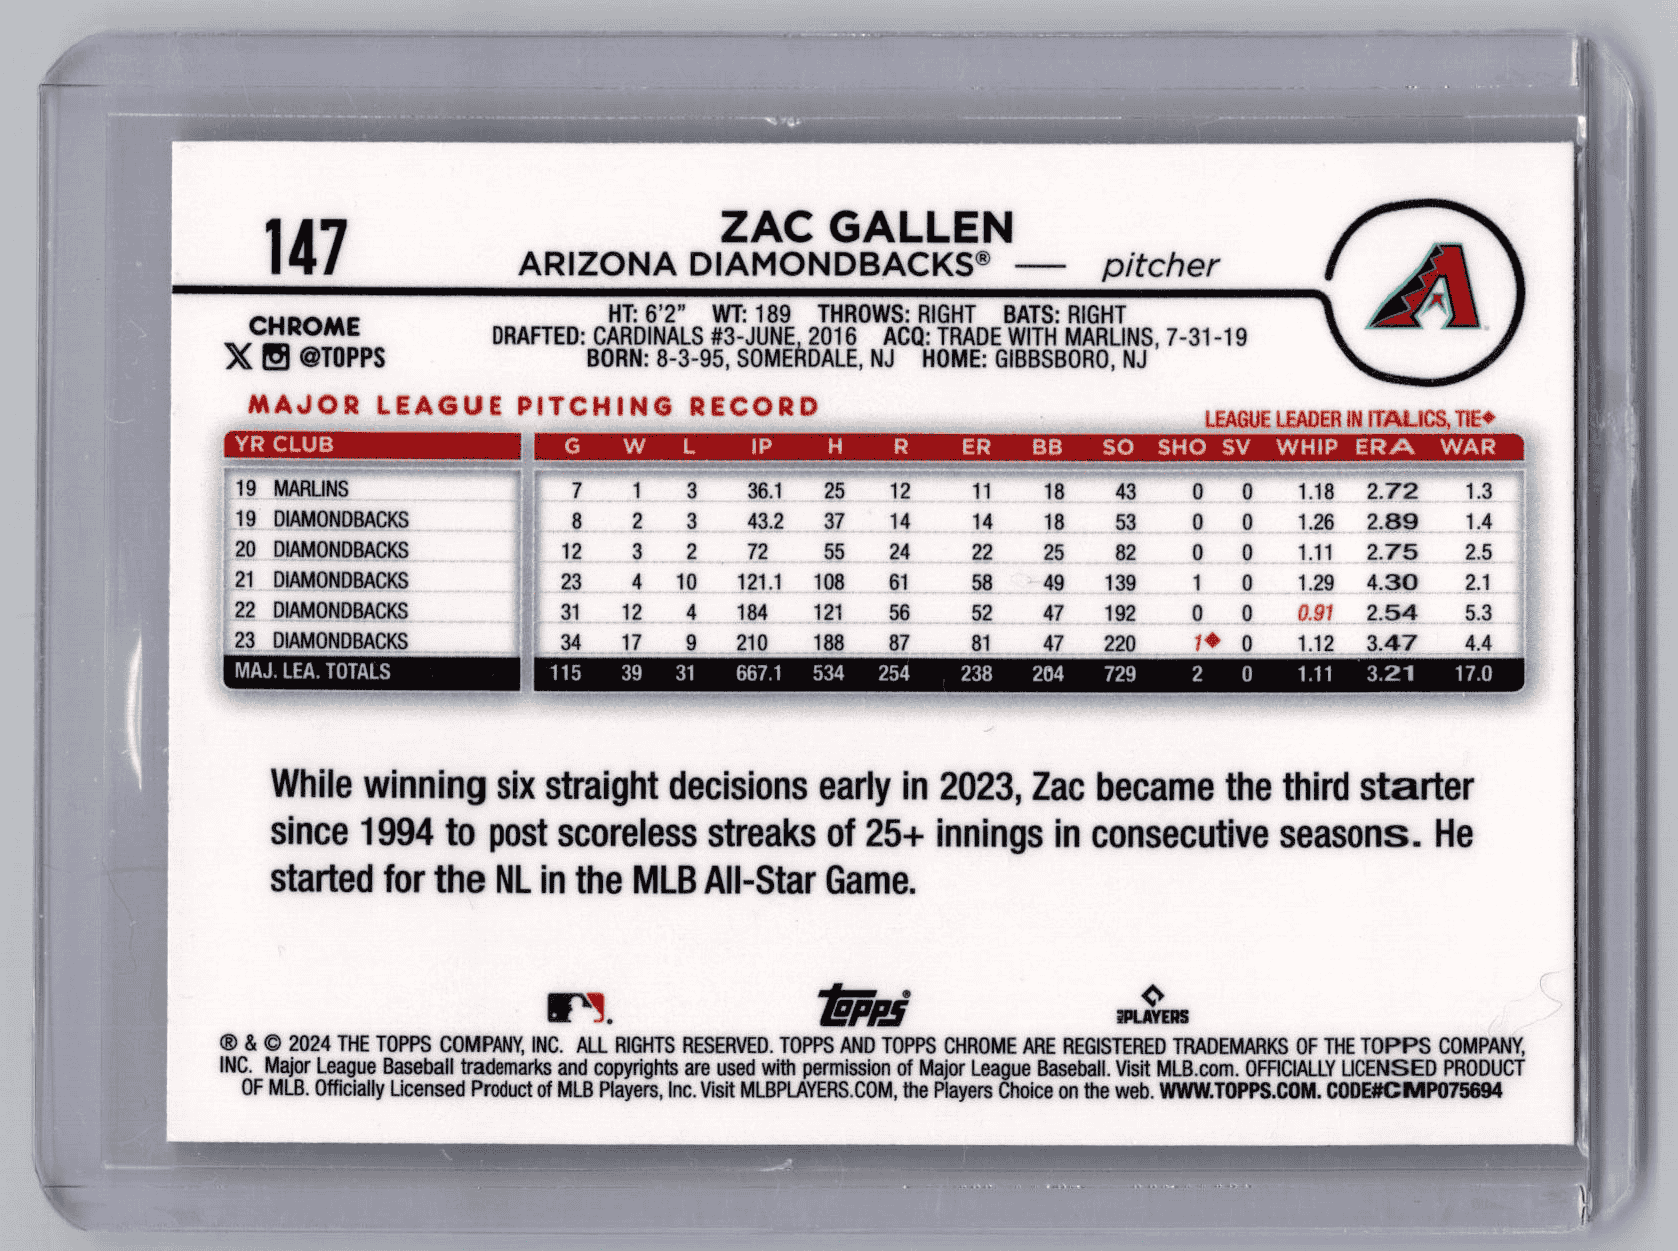 147
ZAC GALLEN
ARIZONA DIAMONDBACKS® — pitcher
CHROME
X @TOPPS
HT: 6'2" WT: 189 THROWS: RIGHT BATS: RIGHT
DRAFTED: CARDINALS #3-JUNE, 2016 ACQ: TRADE WITH MARLINS, 7-31-19
BORN: 8-3-95, SOMERDALE, NJ HOME: GIBBSBORO, NJ
A
MAJOR LEAGUE PITCHING RECORD
LEAGUE LEADER IN ITALICS, TIE◆
YR CLUB G W L IP H R ER BB SO SHO SV WHIP ERA WAR
19 MARLINS 7 1 3 36.1 25 12 11 18 43 0 0 1.18 2.72 1.3
19 DIAMONDBACKS 8 2 3 43.2 37 14 14 18 53 0 0 1.26 2.89 1.4
20 DIAMONDBACKS 12 3 2 72 55 24 22 25 82 0 0 1.11 2.75 2.5
21 DIAMONDBACKS 23 4 10 121.1 108 61 58 49 139 1 0 1.29 4.30 2.1
22 DIAMONDBACKS 31 12 4 184 121 56 52 47 192 0 0 0.91 2.54 5.3
23 DIAMONDBACKS 34 17 9 210 188 87 81 47 220 1◆ 0 1.12 3.47 4.4
MAJ. LEA. TOTALS 115 39 31 667.1 534 254 238 204 729 2 0 1.11 3.21 17.0
While winning six straight decisions early in 2023, Zac became the third starter
since 1994 to post scoreless streaks of 25+ innings in consecutive seasons. He
started for the NL in the MLB All-Star Game.
topps®
MLB PLAYERS
® & © 2024 THE TOPPS COMPANY, INC. ALL RIGHTS RESERVED. TOPPS AND TOPPS CHROME ARE REGISTERED TRADEMARKS OF THE TOPPS COMPANY,
INC. Major League Baseball trademarks and copyrights are used with permission of Major League Baseball. Visit MLB.com. OFFICIALLY LICENSED PRODUCT
OF MLB. Officially Licensed Product of MLB Players, Inc. Visit MLBPLAYERS.COM, the Players Choice on the web. WWW.TOPPS.COM. CODE#CMP075694